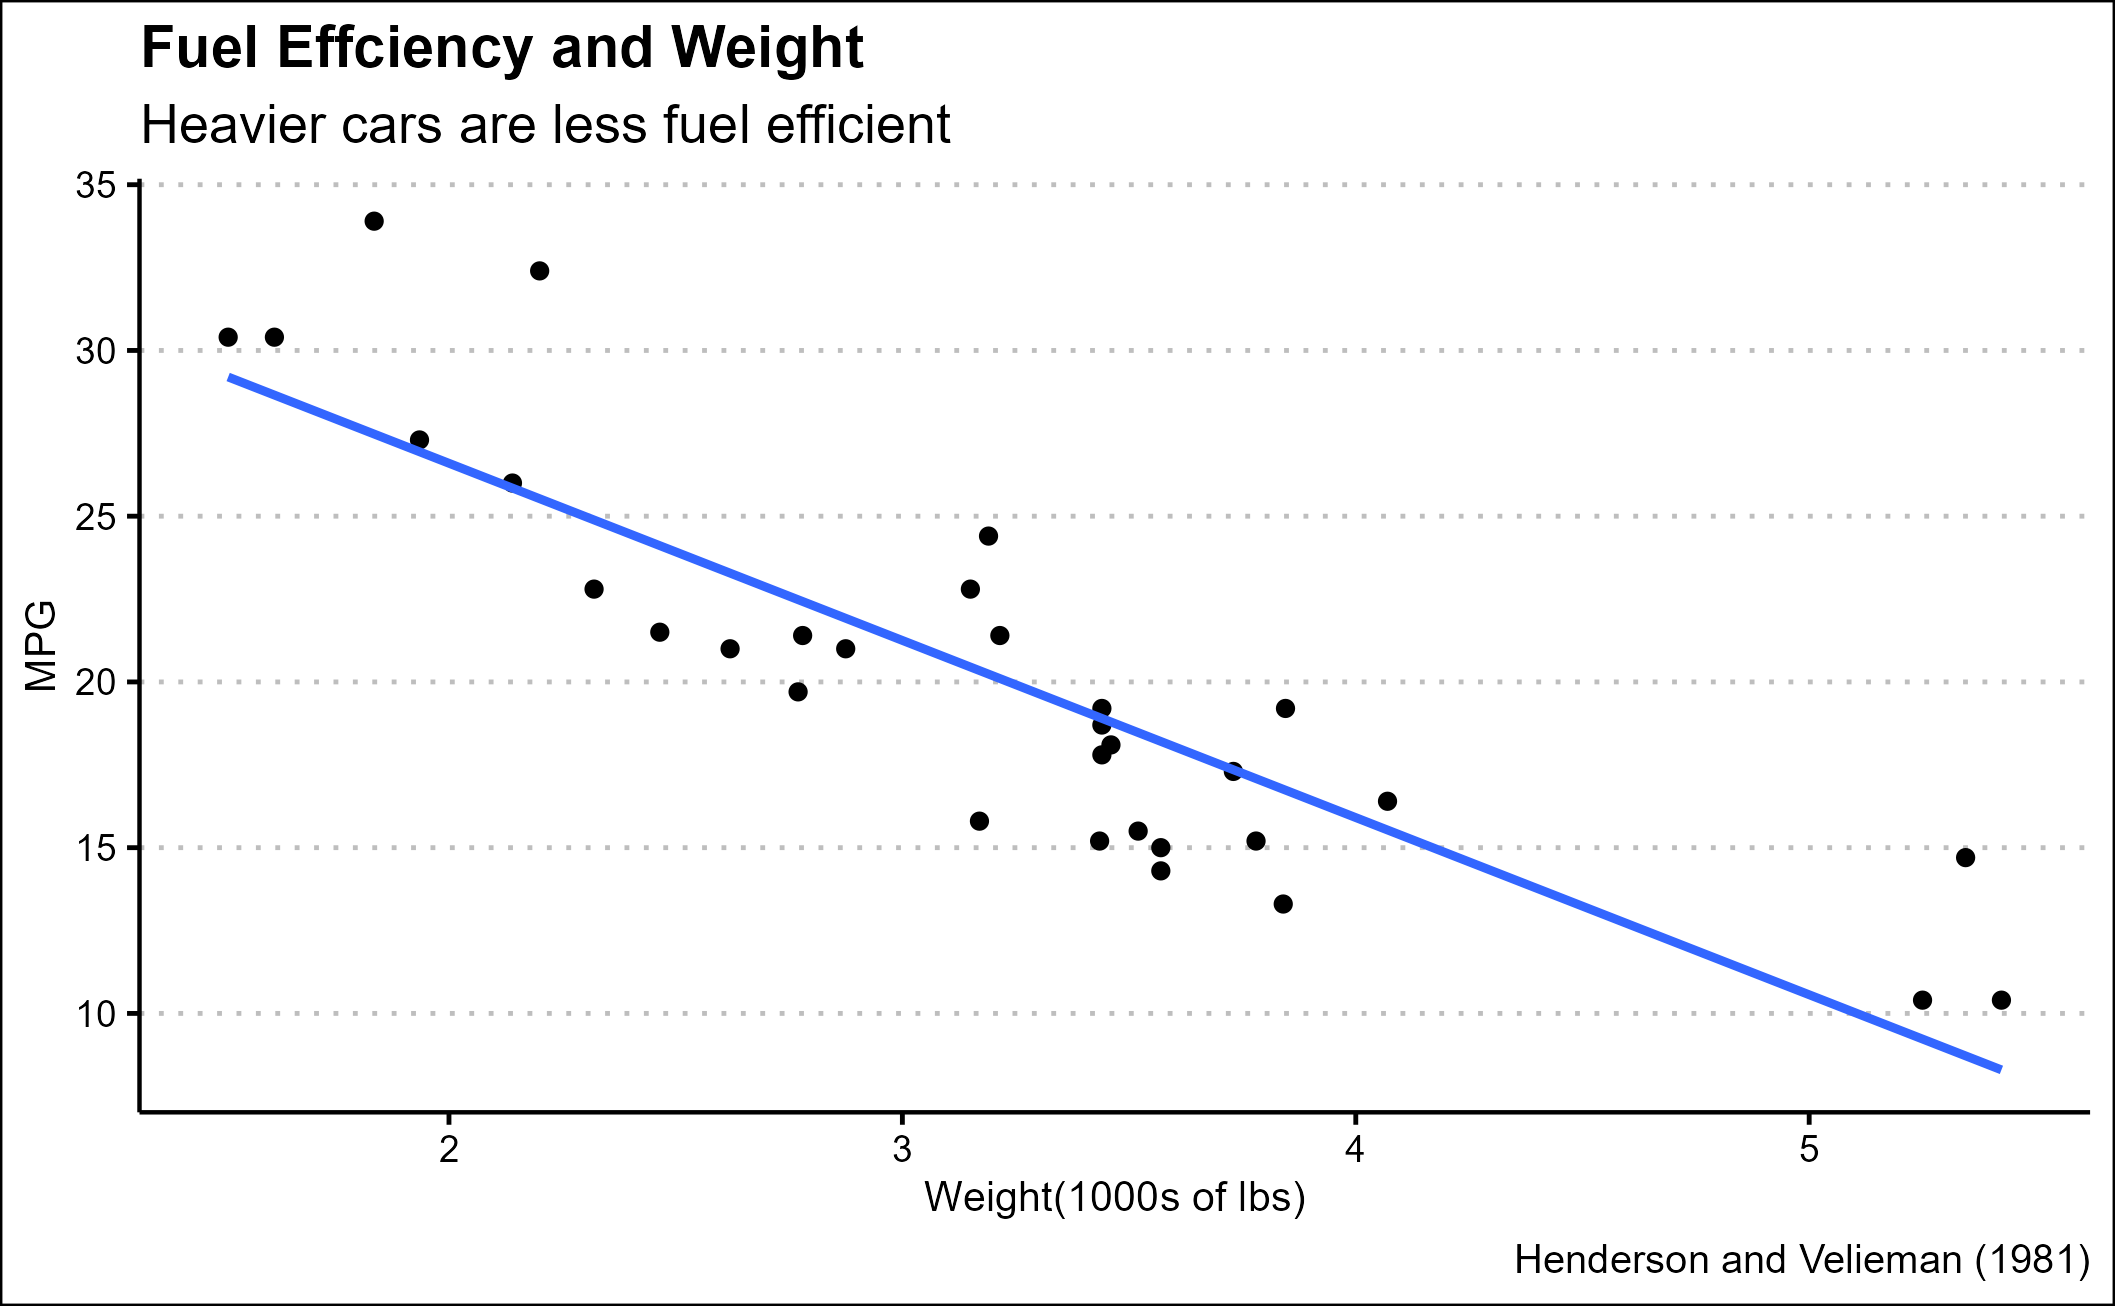 Fuel Effciency and Weight
Heavier cars are less fuel efficient
35
30
25
20
15
10
MPG
2 3 4 5
Weight(1000s of lbs)
Henderson and Velieman (1981)